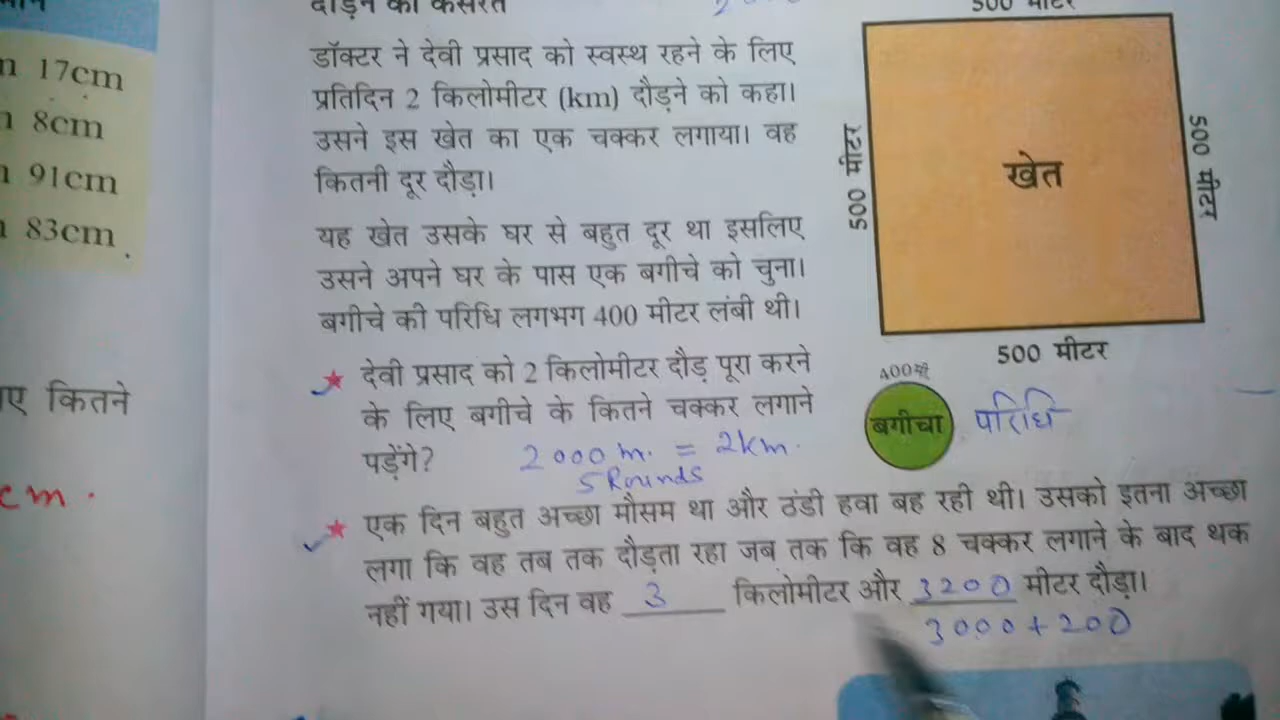 17cm
8cm
91cm
83cm
कितने
cm.
दौड़ने की कसरत
डॉक्टर ने देवी प्रसाद को स्वस्थ रहने के लिए
प्रतिदिन 2 किलोमीटर (km) दौड़ने को कहा।
उसने इस खेत का एक चक्कर लगाया। वह
कितनी दूर दौड़ा।
यह खेत उसके घर से बहुत दूर था इसलिए
उसने अपने घर के पास एक बगीचे को चुना।
बगीचे की परिधि लगभग 400 मीटर लंबी थी।
★ देवी प्रसाद को 2 किलोमीटर दौड़ पूरा करने
के लिए बगीचे के कितने चक्कर लगाने
पड़ेंगे? 2000 m. = 2km.
5 Rounds
500 मीटर
500 मीटर
खेत
500 मीटर
500 मीटर
400मी
बगीचा परिधि
★ एक दिन बहुत अच्छा मौसम था और ठंडी हवा बह रही थी। उसको इतना अच्छा
लगा कि वह तब तक दौड़ता रहा जब तक कि वह 8 चक्कर लगाने के बाद थक
नहीं गया। उस दिन वह 3 किलोमीटर और 3200 मीटर दौड़ा।
3000 + 200